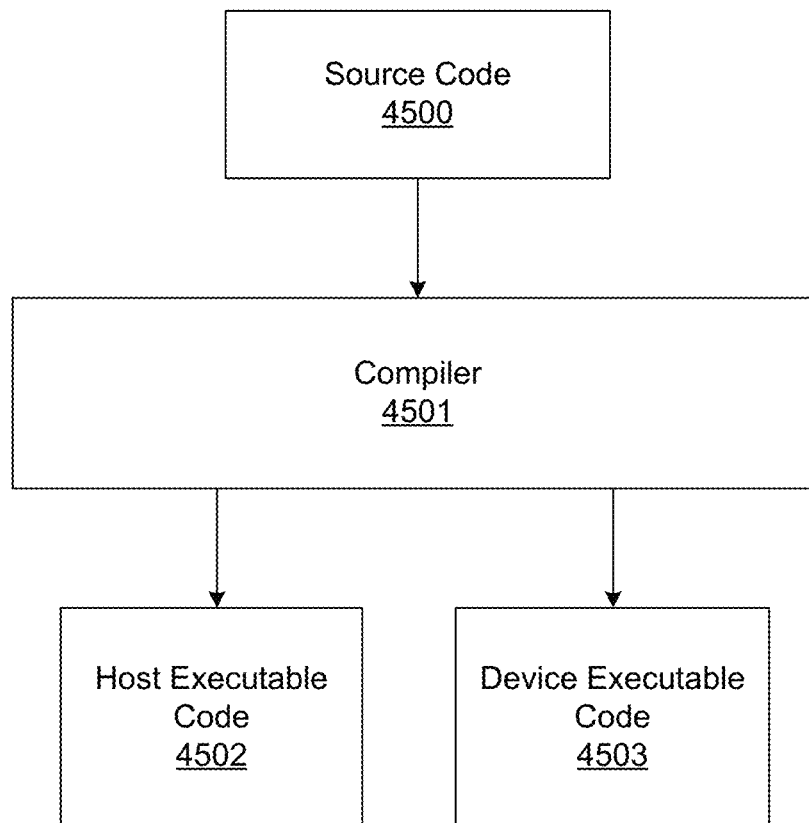 Source Code
4500
Compiler
4501
Host Executable
Code
4502
Device Executable
Code
4503